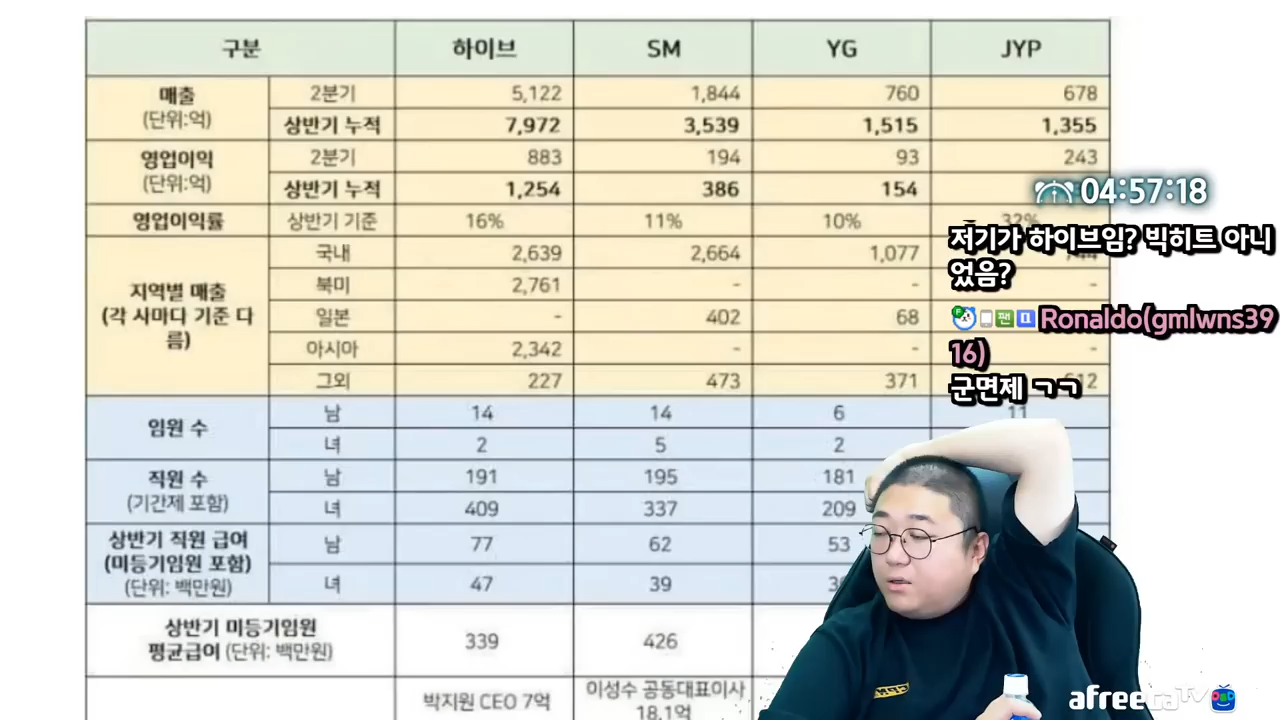 구분 하이브 SM YG JYP
매출 (단위:억) 2분기 5,122 1,844 760 678
상반기 누적 7,972 3,539 1,515 1,355
영업이익 (단위:억) 2분기 883 194 93 243
상반기 누적 1,254 386 154
영업이익률 상반기 기준 16% 11% 10% 32%
지역별 매출 (각 사마다 기준 다름) 국내 2,639 2,664 1,077
북미 2,761 - - -
일본 - 402 68
아시아 2,342 - - -
그외 227 473 371
임원 수 남 14 14 6 11
녀 2 5 2
직원 수 (기간제 포함) 남 191 195 181
녀 409 337 209
상반기 직원 급여 (미등기임원 포함) (단위: 백만원) 남 77 62 53
녀 47 39
상반기 미등기임원 평균급여 (단위: 백만원) 339 426
박지원 CEO 7억 이성수 공동대표이사 18.1억
04:57:18
저기가 하이브임? 빅히트 아니
었음?
팬
Ronaldo(gmlwns39
16)
군면제 ㄱㄱ
afreecaTV